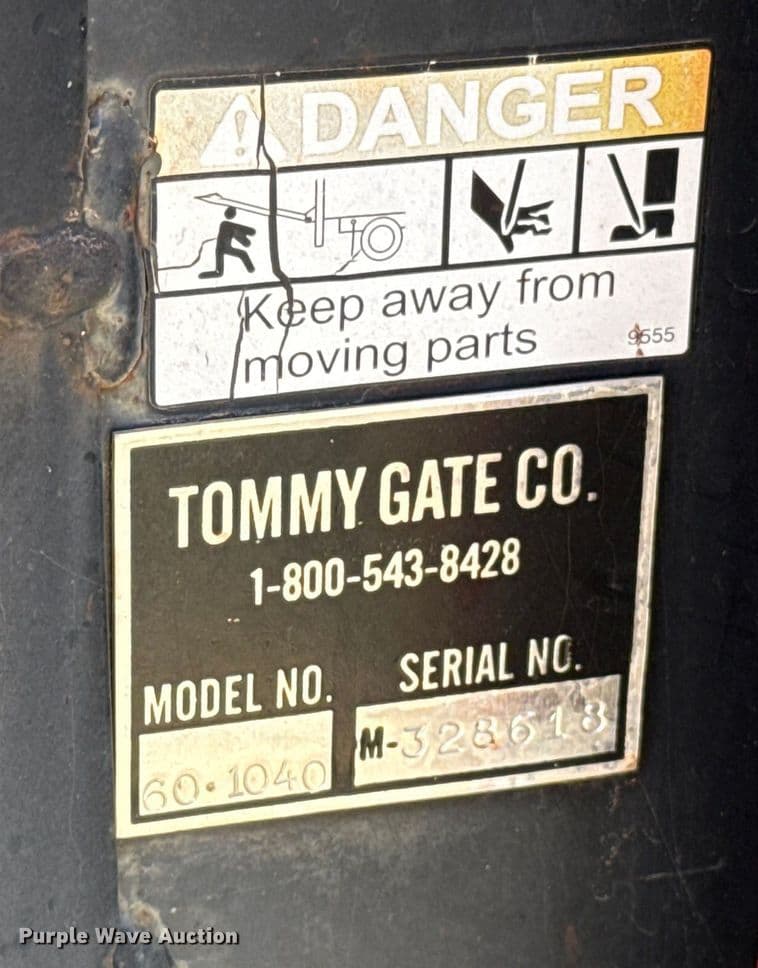 DANGER
Keep away from
moving parts
9555
TOMMY GATE CO.
1-800-543-8428
MODEL NO.
SERIAL NO.
60·1040
M-328618
Purple Wave Auction